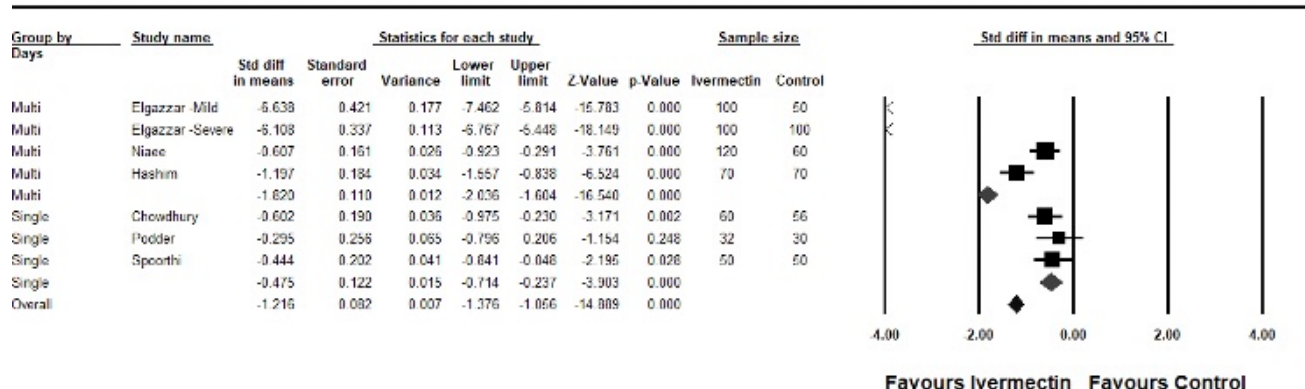 Group by Study name Statistics for each study Sample size Std diff in means and 95% CI
Days
Std diff Standard Lower Upper
in means error Variance limit limit Z-Value p-Value Ivermectin Control
Multi Elgazzar -Mild -6.638 0.421 0.177 -7.462 -5.814 -15.783 0.000 100 50
Multi Elgazzar -Severe -6.108 0.337 0.113 -6.767 -5.448 -18.149 0.000 100 100
Multi Niaee -0.607 0.161 0.026 -0.923 -0.291 -3.761 0.000 120 60
Multi Hashim -1.197 0.184 0.034 -1.557 -0.838 -6.524 0.000 70 70
Multi -1.820 0.110 0.012 -2.036 -1.604 -16.540 0.000
Single Chowdhury -0.602 0.190 0.036 -0.975 -0.230 -3.171 0.002 60 56
Single Podder -0.295 0.256 0.065 -0.796 0.206 -1.154 0.248 32 30
Single Spoorthi -0.444 0.202 0.041 -0.841 -0.048 -2.195 0.028 50 50
Single -0.475 0.122 0.015 -0.714 -0.237 -3.903 0.000
Overall -1.216 0.082 0.007 -1.376 -1.056 -14.889 0.000
-4.00 -2.00 0.00 2.00 4.00
Favours Ivermectin Favours Control